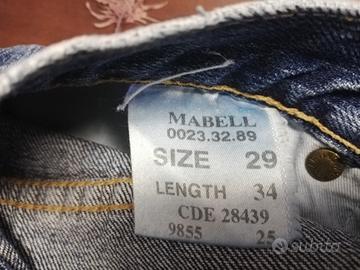 MABELL
0023.32.89
SIZE 29
LENGTH 34
CDE 28439
9855 25
subito